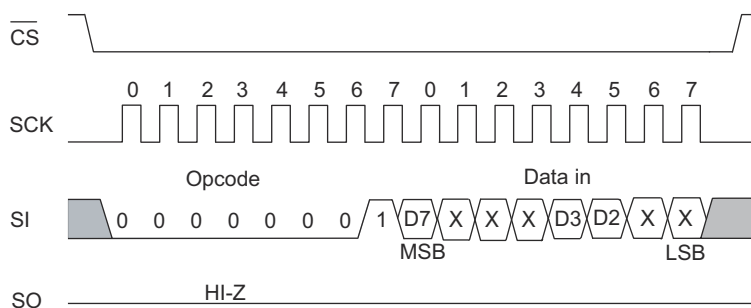 CS
0 1 2 3 4 5 6 7 0 1 2 3 4 5 6 7
SCK
Opcode Data in
SI 0 0 0 0 0 0 0 1 D7 X X X D3 D2 X X
MSB LSB
HI-Z
SO